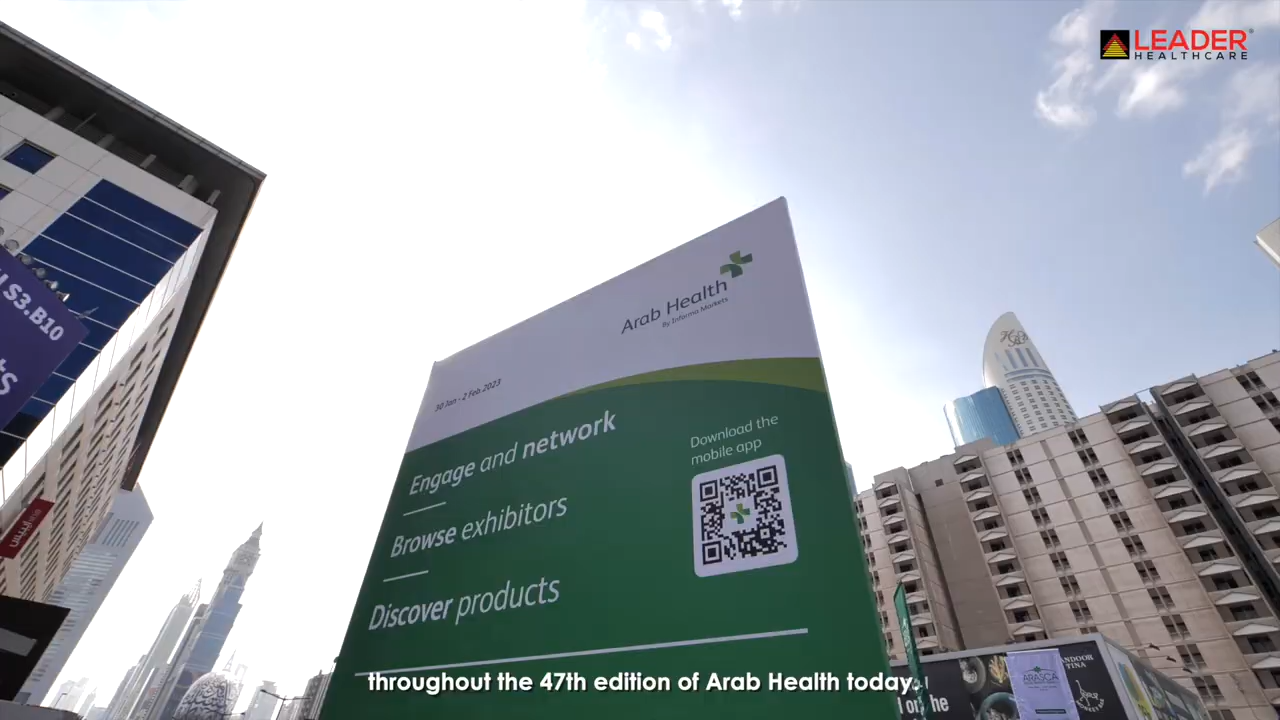 LEADER
HEALTHCARE
S3.B10
Arab Health
By Informa Markets
30 Jan - 2 Feb 2023
Engage and network
Browse exhibitors
Discover products
Download the
mobile app
throughout the 47th edition of Arab Health today.
ARASCA